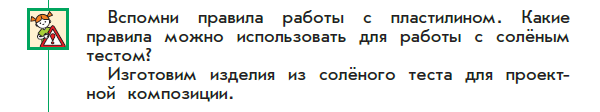 Вспомни правила работы с пластилином. Какие
правила можно использовать для работы с солёным
тестом?
Изготовим изделия из солёного теста для проект-
ной композиции.